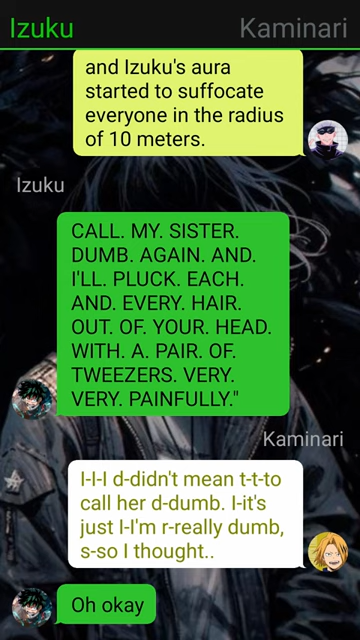 Izuku Kaminari
and Izuku's aura
started to suffocate
everyone in the radius
of 10 meters.
Izuku
CALL. MY. SISTER.
DUMB. AGAIN. AND.
I'LL. PLUCK. EACH.
AND. EVERY. HAIR.
OUT. OF. YOUR. HEAD.
WITH. A. PAIR. OF.
TWEEZERS. VERY.
VERY. PAINFULLY."
Kaminari
I-I-I d-didn't mean t-t-to
call her d-dumb. I-it's
just I-I'm r-really dumb,
s-so I thought..
Oh okay